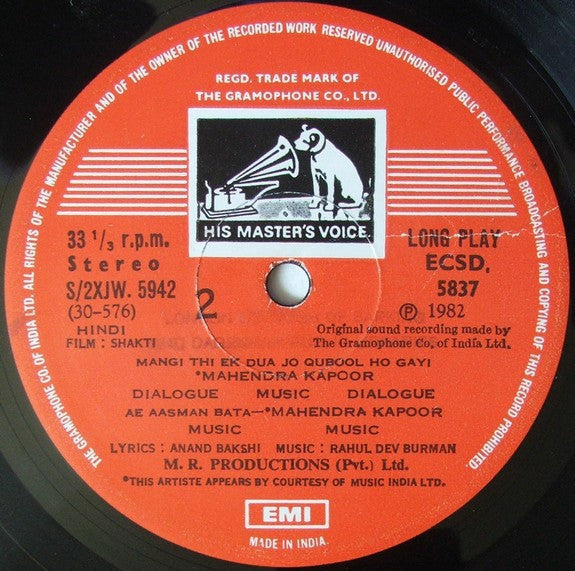 THE GRAMOPHONE CO. OF INDIA LTD. ALL RIGHTS OF THE MANUFACTURER AND OF THE OWNER OF THE RECORDED WORK RESERVED UNAUTHORISED PUBLIC PERFORMANCE BROADCASTING AND COPYING OF THIS RECORD PROHIBITED
REGD. TRADE MARK OF
THE GRAMOPHONE CO., LTD.
HIS MASTER'S VOICE
33 1/3 r.p.m.
Stereo
S/2XJW. 5942
(30-576)
HINDI
FILM : SHAKTI
2
LONG PLAY
ECSD.
5837
Ⓟ 1982
Original sound recording made by
The Gramophone Co. of India Ltd.
MANGI THI EK DUA JO QUBOOL HO GAYI
*MAHENDRA KAPOOR
DIALOGUE MUSIC DIALOGUE
AE AASMAN BATA—*MAHENDRA KAPOOR
MUSIC MUSIC
LYRICS : ANAND BAKSHI MUSIC : RAHUL DEV BURMAN
M. R. PRODUCTIONS (Pvt.) Ltd.
*THIS ARTISTE APPEARS BY COURTESY OF MUSIC INDIA LTD.
EMI
MADE IN INDIA.